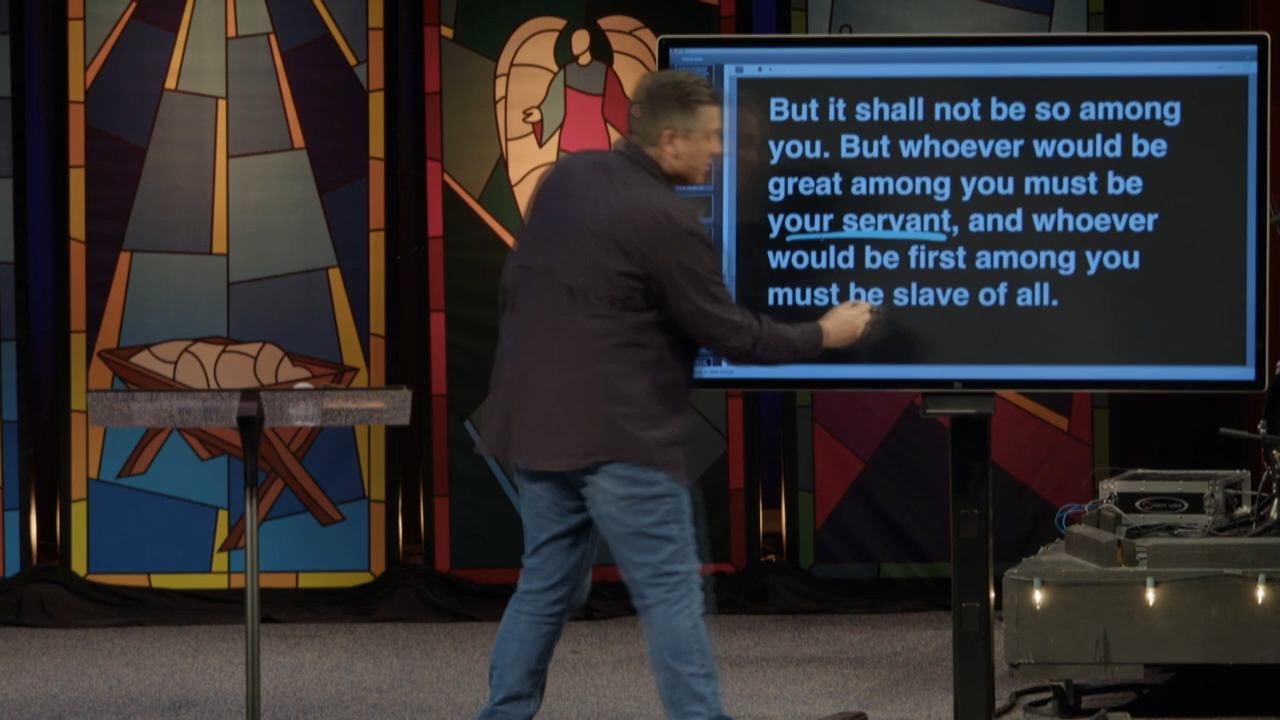 But it shall not be so among
you. But whoever would be
great among you must be
your servant, and whoever
would be first among you
must be slave of all.